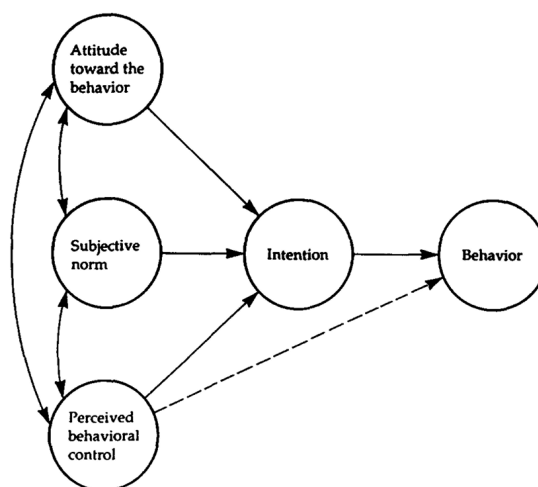 Attitude
toward the
behavior
Subjective
norm
Intention
Behavior
Perceived
behavioral
control